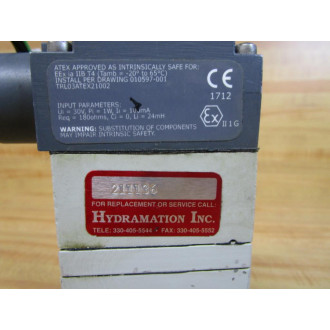 ATEX APPROVED AS INTRINSICALLY SAFE FOR:
EEx ia IIB T4 (Tamb. = -20° to 65°C)
INSTALL PER DRAWING 010597-001
TRL03ATEX21002
INPUT PARAMETERS:
Ui = 30V, Pi = 1W, Ii =
Req = 180ohms, Ci = 0, Li = 24mH
WARNING: SUBSTITUTION OF COMPONENTS
MAY IMPAIR INTRINSIC SAFETY.
CE
1712
Ex II 1 G
FOR REPLACEMENT OR SERVICE CALL:
HYDRAMATION INC.
TELE: 330-405-5544 • FAX: 330-405-5552